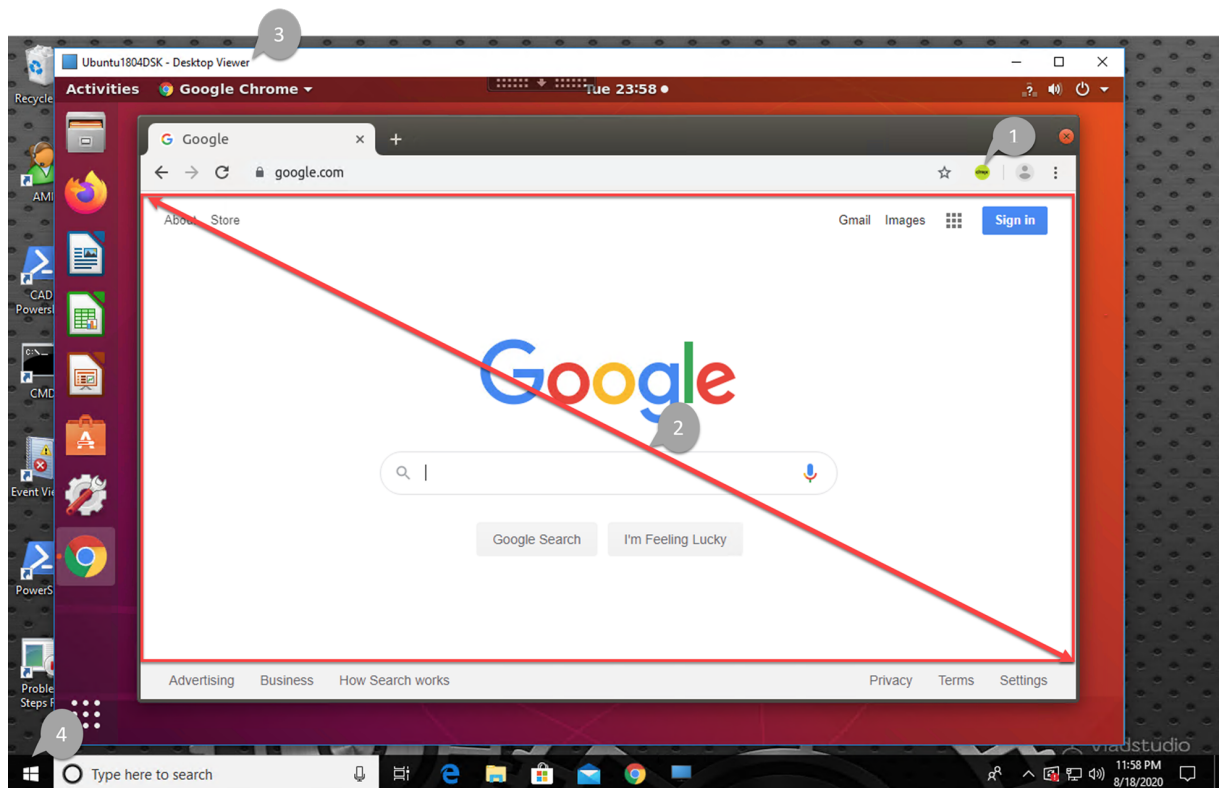 3
Ubuntu1804DSK - Desktop Viewer
Recycle
Activities Google Chrome Tue 23:58
Google
1
google.com
AMI
About Store Gmail Images Sign in
CAD
Powers
Google
C:\_
CMD
2
Event Vie
Google Search I'm Feeling Lucky
PowerS
Advertising Business How Search works Privacy Terms Settings
Proble
Steps R
4
vladstudio
Type here to search 11:58 PM
8/18/2020